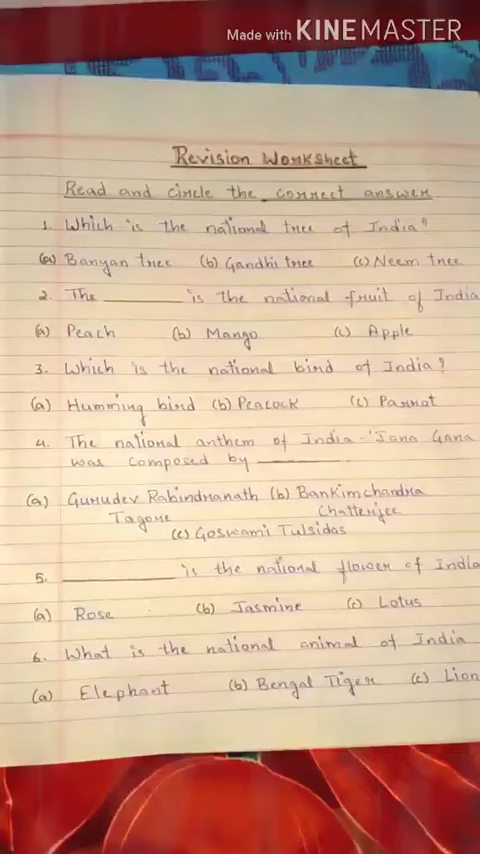 Made with KINEMASTER
Revision Worksheet
Read and circle the correct answer
1. Which is the national tree of India?
(a) Banyan tree (b) Gandhi tree (c) Neem tree
2. The ________ is the national fruit of India
(a) Peach (b) Mango (c) Apple
3. Which is the national bird of India?
(a) Humming bird (b) Peacock (c) Parrot
4. The national anthem of India - 'Jana Gana
was composed by ________.
(a) Gurudev Rabindranath (b) Bankimchandra
Tagore Chatterjee
(c) Goswami Tulsidas
5. ________ is the national flower of India
(a) Rose (b) Jasmine (c) Lotus
6. What is the national animal of India
(a) Elephant (b) Bengal Tiger (c) Lion